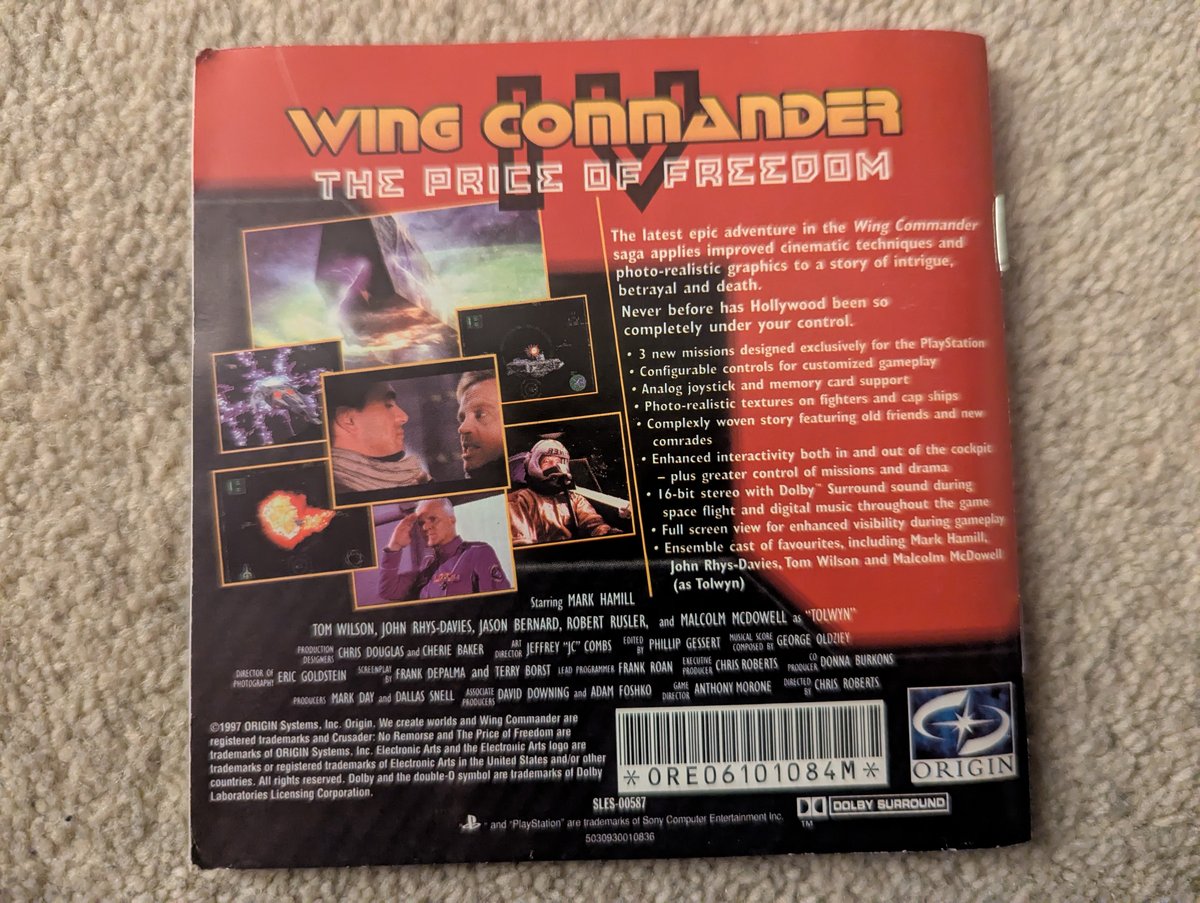 IV
WING COMMANDER
THE PRICE OF FREEDOM
The latest epic adventure in the Wing Commander
saga applies improved cinematic techniques and
photo-realistic graphics to a story of intrigue,
betrayal and death.
Never before has Hollywood been so
completely under your control.
• 3 new missions designed exclusively for the PlayStation
• Configurable controls for customized gameplay
• Analog joystick and memory card support
• Photo-realistic textures on fighters and cap ships
• Complexly woven story featuring old friends and new
comrades
• Enhanced interactivity both in and out of the cockpit
– plus greater control of missions and drama
• 16-bit stereo with Dolby™ Surround sound during
space flight and digital music throughout the game
• Full screen view for enhanced visibility during gameplay
• Ensemble cast of favourites, including Mark Hamill,
John Rhys-Davies, Tom Wilson and Malcolm McDowell
(as Tolwyn)
Starring MARK HAMILL
TOM WILSON, JOHN RHYS-DAVIES, JASON BERNARD, ROBERT RUSLER, and MALCOLM MCDOWELL as "TOLWYN"
PRODUCTION DESIGNERS CHRIS DOUGLAS and CHERIE BAKER ART DIRECTOR JEFFREY "JC" COMBS EDITED BY PHILLIP GESSERT MUSICAL SCORE COMPOSED BY GEORGE OLDZIEY
DIRECTOR OF PHOTOGRAPHY ERIC GOLDSTEIN SCREENPLAY BY FRANK DEPALMA and TERRY BORST LEAD PROGRAMMER FRANK ROAN EXECUTIVE PRODUCER CHRIS ROBERTS CO PRODUCER DONNA BURKONS
PRODUCERS MARK DAY and DALLAS SNELL ASSOCIATE PRODUCERS DAVID DOWNING and ADAM FOSHKO GAME DIRECTOR ANTHONY MORONE DIRECTED BY CHRIS ROBERTS
©1997 ORIGIN Systems, Inc. Origin. We create worlds and Wing Commander are
registered trademarks and Crusader: No Remorse and The Price of Freedom are
trademarks of ORIGIN Systems, Inc. Electronic Arts and the Electronic Arts logo are
trademarks or registered trademarks of Electronic Arts in the United States and/or other
countries. All rights reserved. Dolby and the double-D symbol are trademarks of Dolby
Laboratories Licensing Corporation.
*ORE06101084M*
ORIGIN
SLES-00587
DOLBY SURROUND
TM
" " and "PlayStation" are trademarks of Sony Computer Entertainment Inc.
5030930010836